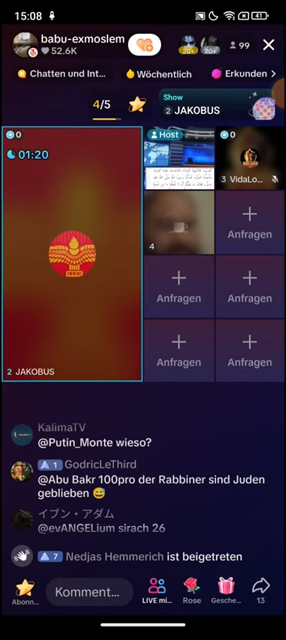 15:08
41
babu-exmoslem
52.6K
20+
30+
99
Chatten und Int...
Wöchentlich
Erkunden >
4/5
Show
2 JAKOBUS
0
01:20
2 JAKOBUS
Host
0
3 VidaLo...
4
Anfragen
Anfragen
Anfragen
Anfragen
Anfragen
KalimaTV
@Putin_Monte wieso?
1 GodricLeThird
@Abu Bakr 100pro der Rabbiner sind Juden
geblieben 😅
イブン・アダム
@evANGELium sirach 26
7 Nedjas Hemmerich ist beigetreten
Abonn...
Komment...
LIVE mi...
Rose
Gesche...
13